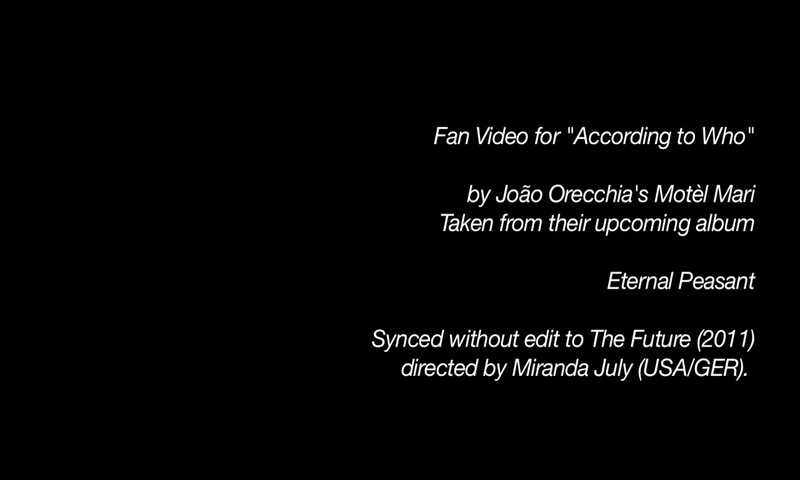 Fan Video for "According to Who"
by João Orecchia's Motèl Mari
Taken from their upcoming album
Eternal Peasant
Synced without edit to The Future (2011)
directed by Miranda July (USA/GER).